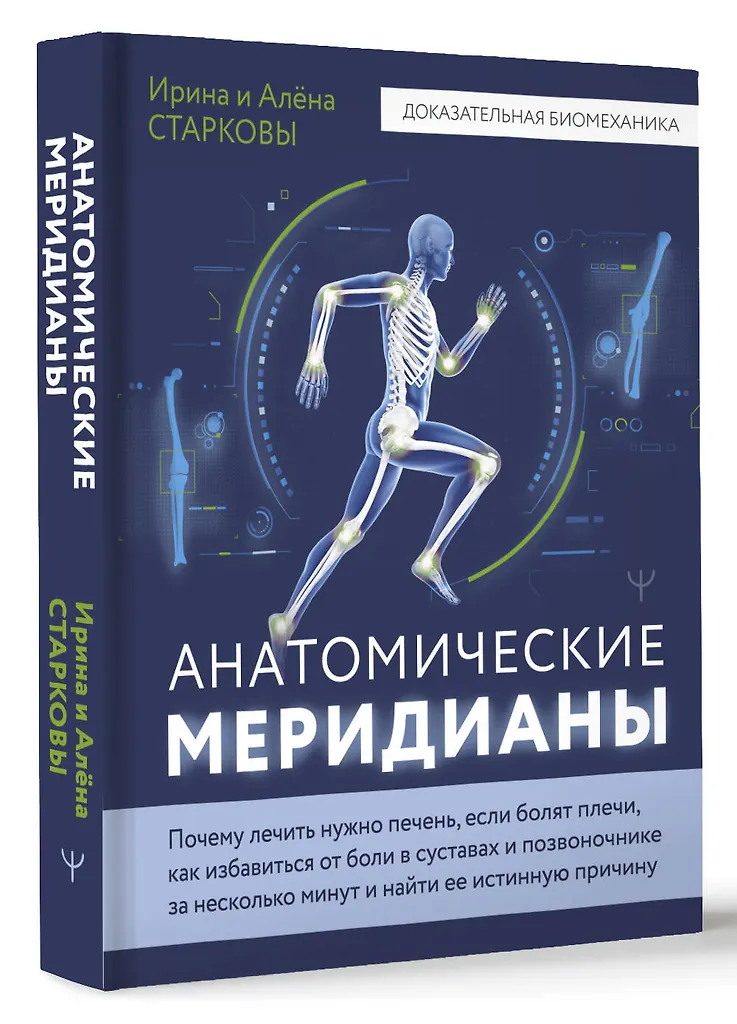 Ирина и Алёна
СТАРКОВЫ
ДОКАЗАТЕЛЬНАЯ БИОМЕХАНИКА
АНАТОМИЧЕСКИЕ
МЕРИДИАНЫ
Почему лечить нужно печень, если болят плечи,
как избавиться от боли в суставах и позвоночнике
за несколько минут и найти ее истинную причину
АНАТОМИЧЕСКИЕ
МЕРИДИАНЫ
Ирина и Алёна
СТАРКОВЫ